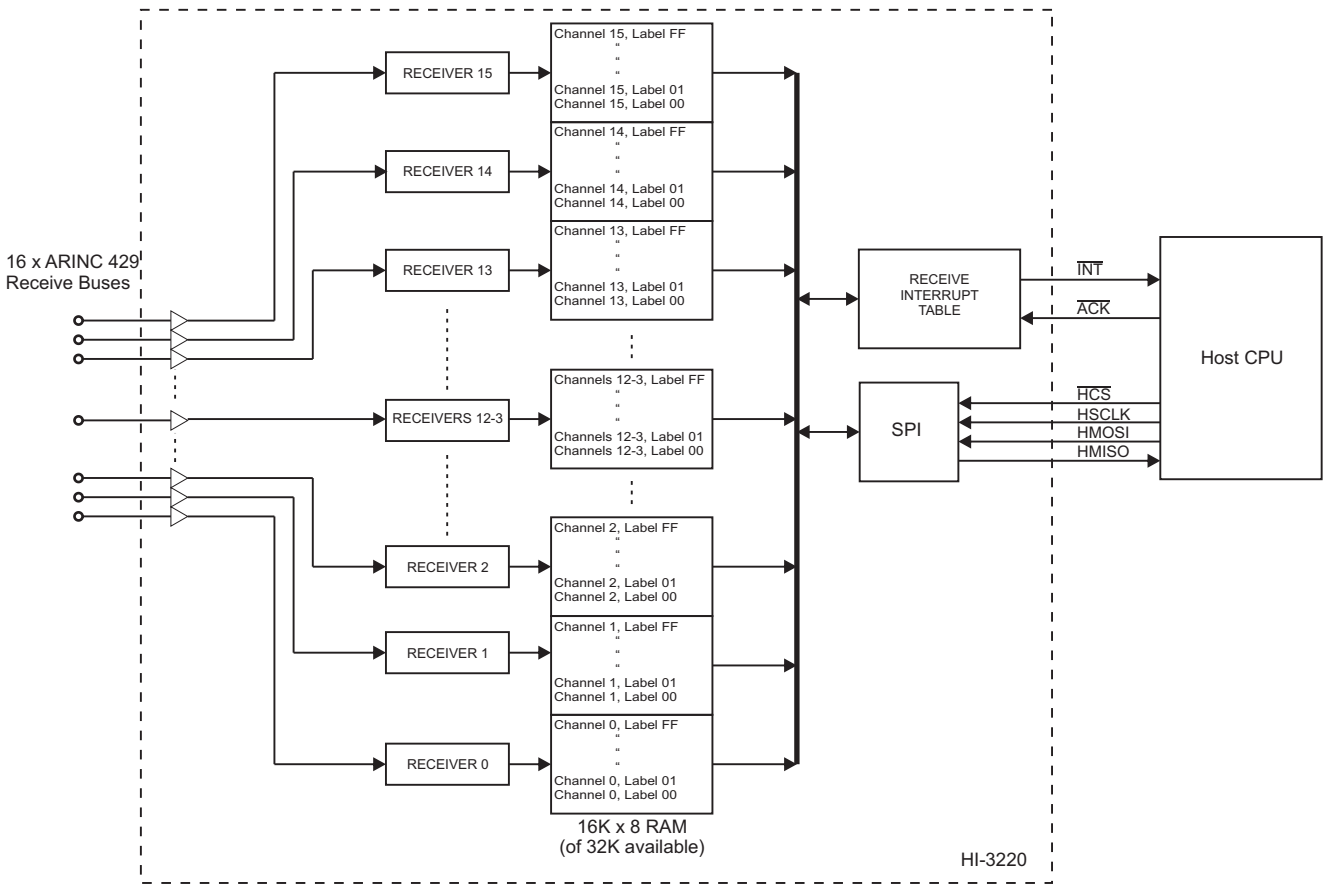 Channel 15, Label FF
“
“
“
Channel 15, Label 01
Channel 15, Label 00
RECEIVER 15
Channel 14, Label FF
“
“
“
Channel 14, Label 01
Channel 14, Label 00
RECEIVER 14
Channel 13, Label FF
“
“
“
Channel 13, Label 01
Channel 13, Label 00
RECEIVER 13
16 x ARINC 429
Receive Buses
RECEIVE
INTERRUPT
TABLE
INT
ACK
Host CPU
Channels 12-3, Label FF
“
“
“
Channels 12-3, Label 01
Channels 12-3, Label 00
RECEIVERS 12-3
SPI
HCS
HSCLK
HMOSI
HMISO
Channel 2, Label FF
“
“
“
Channel 2, Label 01
Channel 2, Label 00
RECEIVER 2
Channel 1, Label FF
“
“
“
Channel 1, Label 01
Channel 1, Label 00
RECEIVER 1
Channel 0, Label FF
“
“
“
Channel 0, Label 01
Channel 0, Label 00
RECEIVER 0
16K x 8 RAM
(of 32K available)
HI-3220